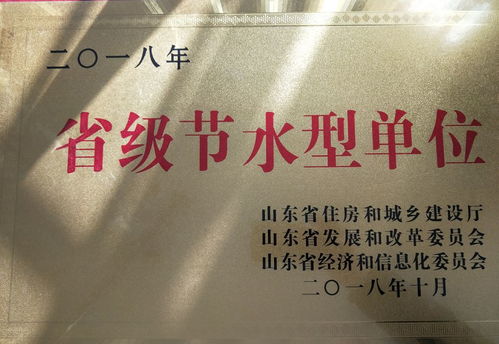 二〇一八年
省级节水型单位
山东省住房和城乡建设厅
山东省发展和改革委员会
山东省经济和信息化委员会
二〇一八年十月